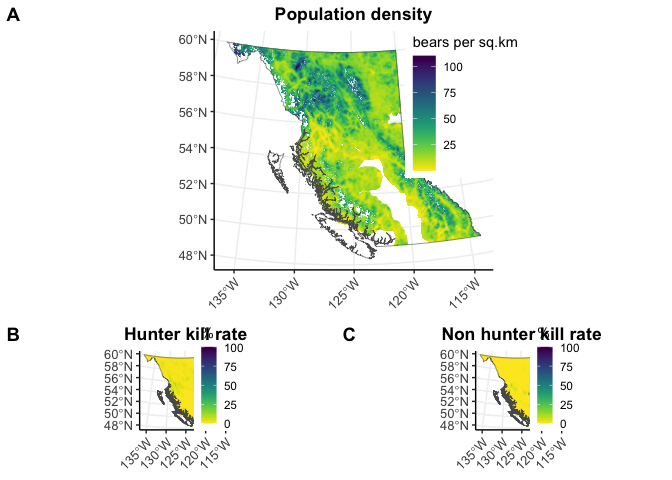 A
Population density
bears per sq.km
100
75
50
25
60°N
58°N
56°N
54°N
52°N
50°N
48°N
135°W
130°W
125°W
120°W
115°W
B
Hunter kill rate
%
100
75
50
25
0
60°N
58°N
56°N
54°N
52°N
50°N
48°N
135°W
130°W
125°W
120°W
115°W
C
Non hunter kill rate
%
100
75
50
25
0
60°N
58°N
56°N
54°N
52°N
50°N
48°N
135°W
130°W
125°W
120°W
115°W